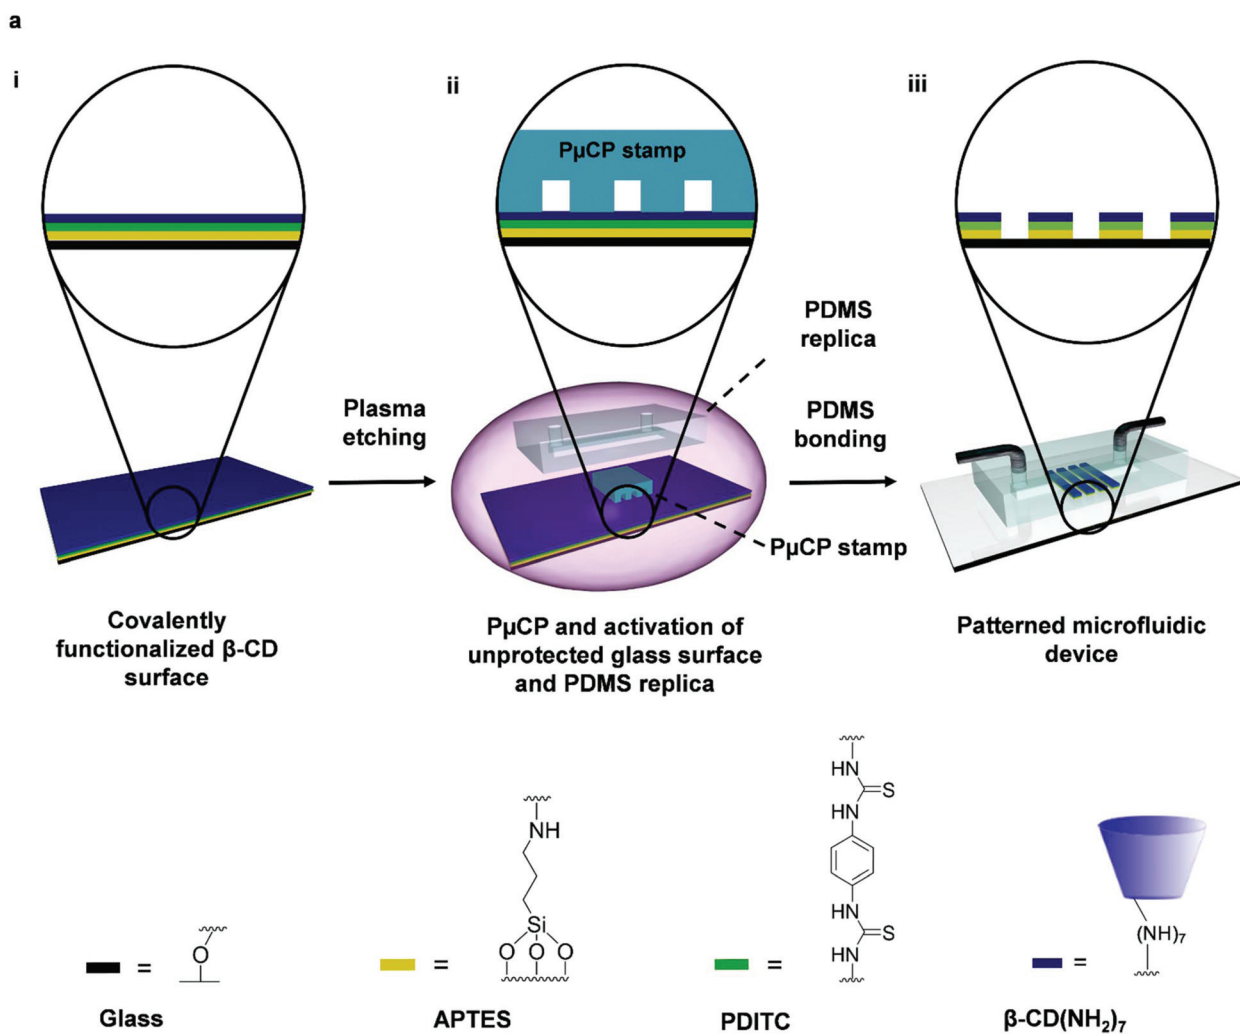 a
i
ii
iii
PμCP stamp
PDMS
replica
Plasma
etching
PDMS
bonding
PμCP stamp
Covalently
functionalized β-CD
surface
PμCP and activation of
unprotected glass surface
and PDMS replica
Patterned microfluidic
device
= O
Glass
= NH
Si
O O O
APTES
= HN
S
NH
HN
S
HN
PDITC
= (NH)₇
β-CD(NH₂)₇